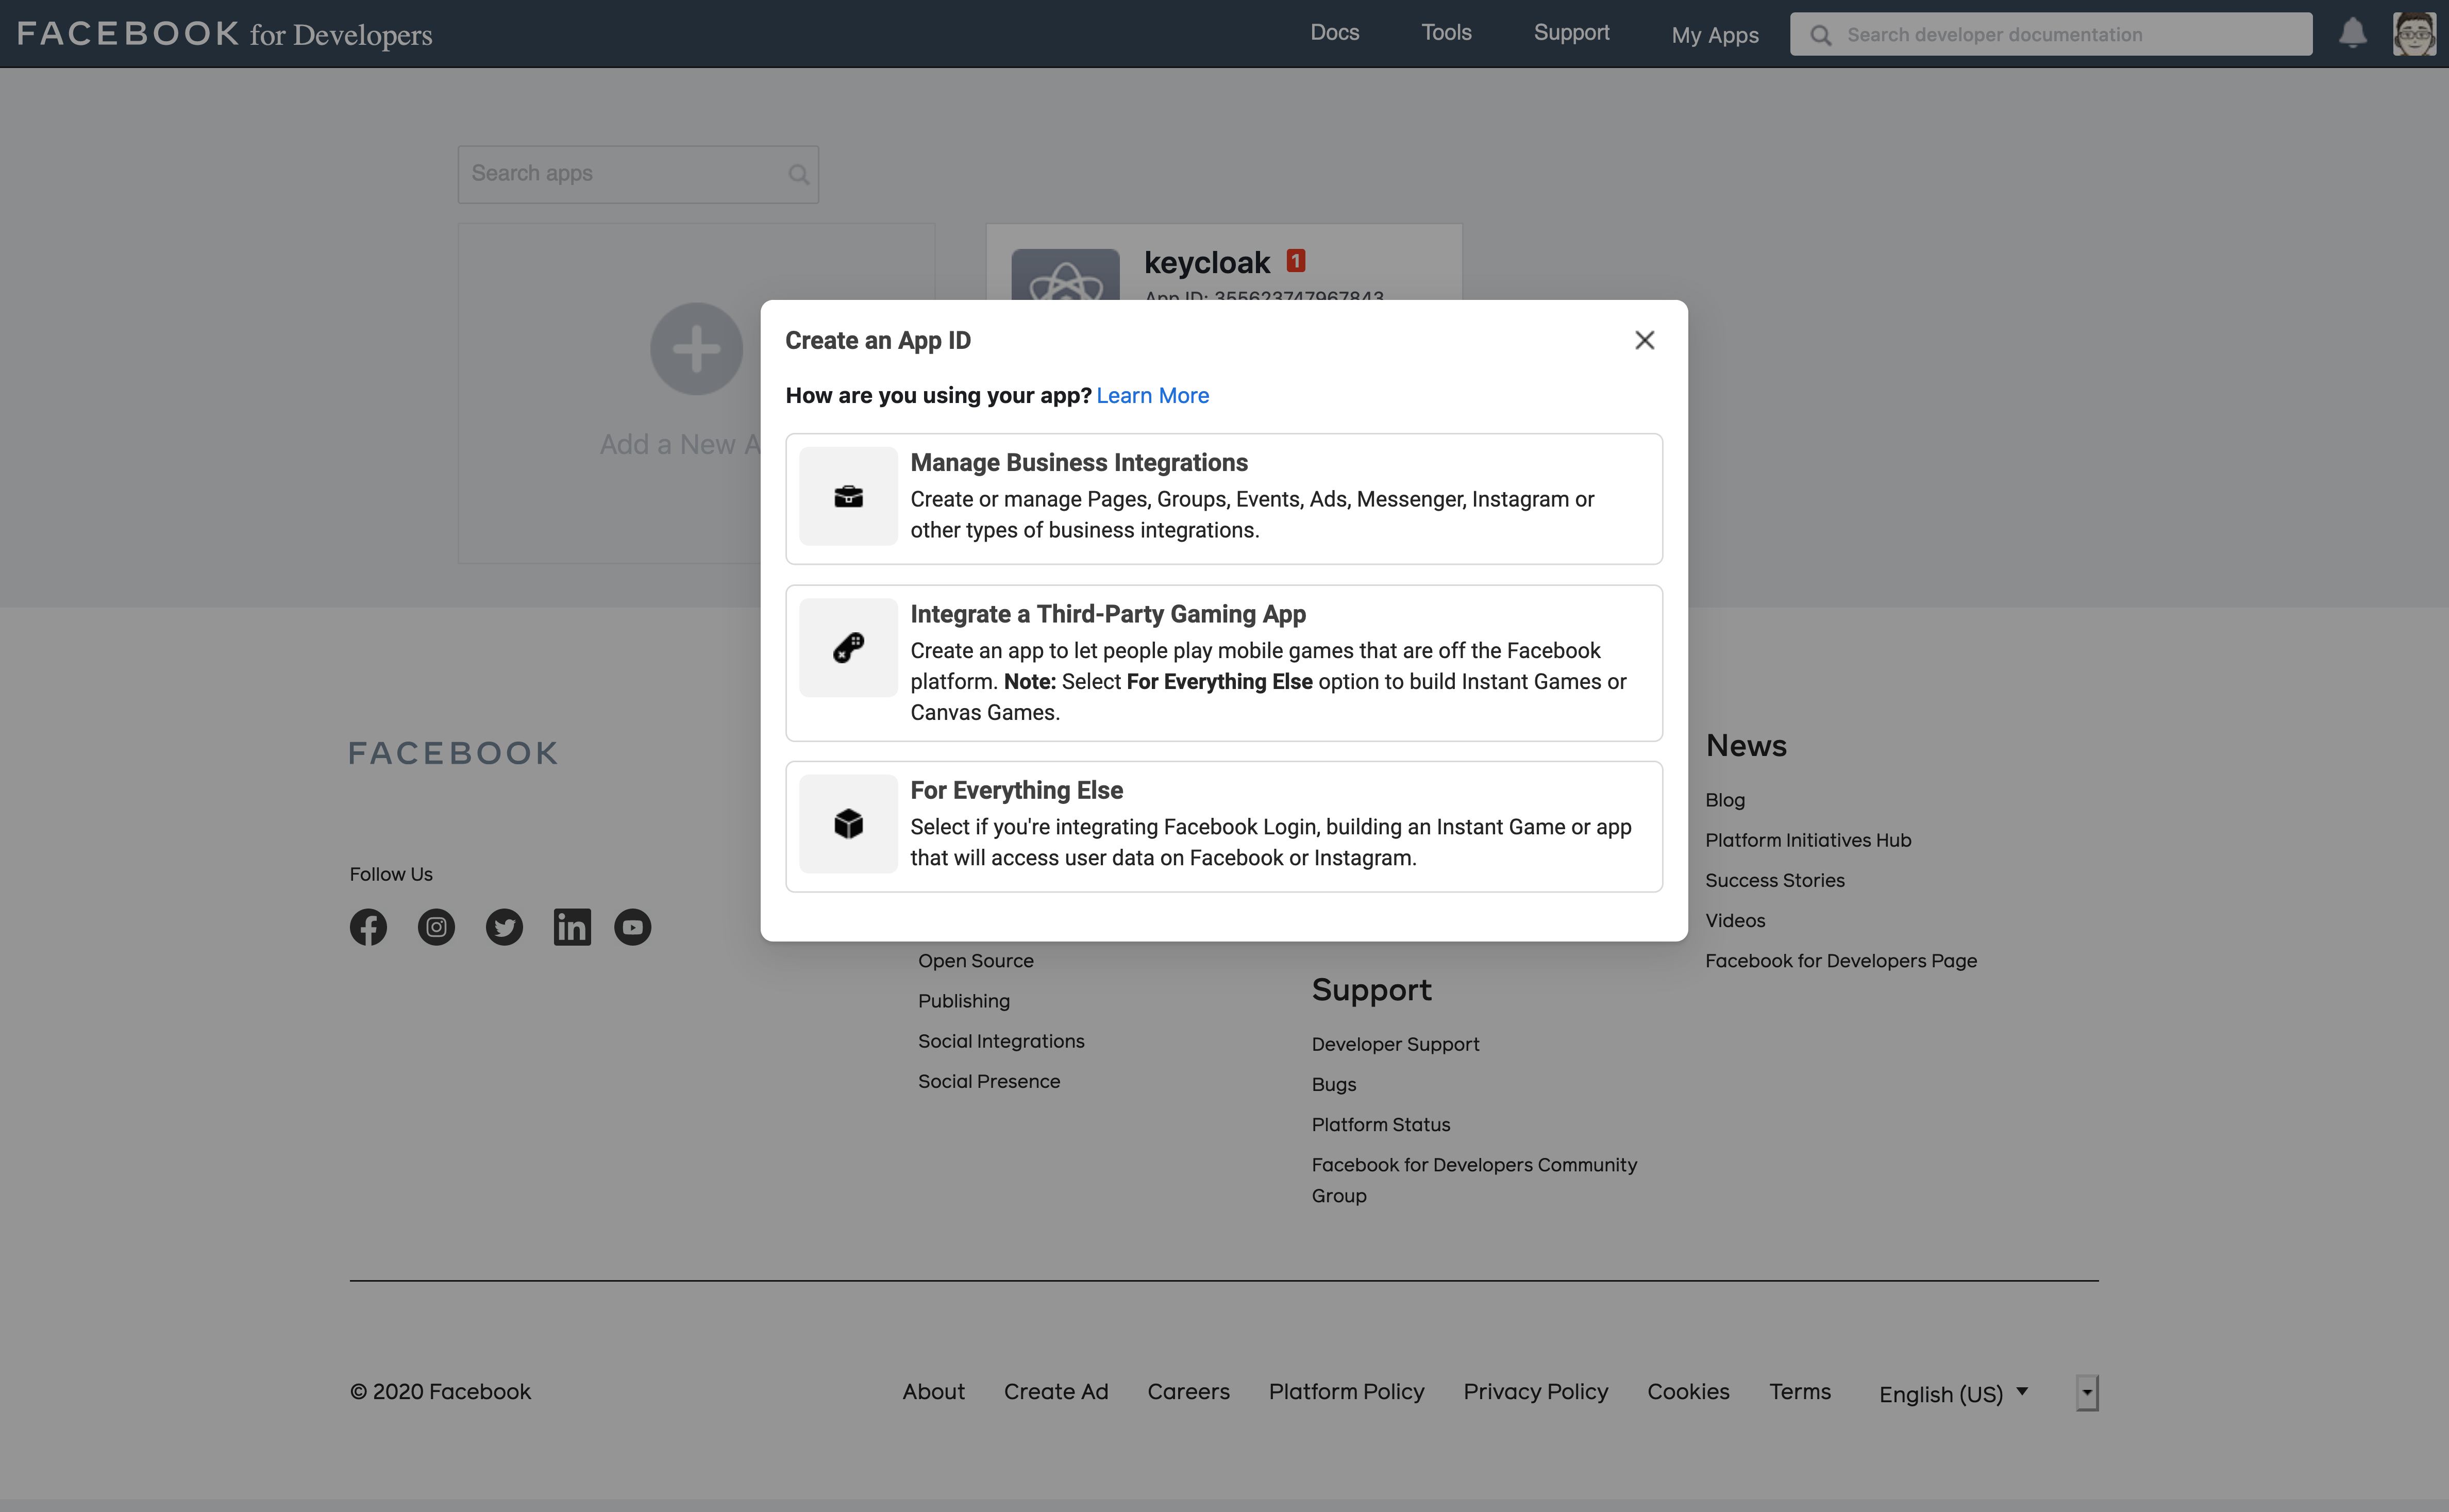 FACEBOOK for Developers
Docs
Tools
Support
My Apps
Search developer documentation
Search apps
keycloak 1
App ID: 355623747967843
Add a New A
Create an App ID
How are you using your app? Learn More
Manage Business Integrations
Create or manage Pages, Groups, Events, Ads, Messenger, Instagram or
other types of business integrations.
Integrate a Third-Party Gaming App
Create an app to let people play mobile games that are off the Facebook
platform. Note: Select For Everything Else option to build Instant Games or
Canvas Games.
For Everything Else
Select if you're integrating Facebook Login, building an Instant Game or app
that will access user data on Facebook or Instagram.
FACEBOOK
Follow Us
Open Source
Publishing
Social Integrations
Social Presence
Support
Developer Support
Bugs
Platform Status
Facebook for Developers Community
Group
News
Blog
Platform Initiatives Hub
Success Stories
Videos
Facebook for Developers Page
© 2020 Facebook
About
Create Ad
Careers
Platform Policy
Privacy Policy
Cookies
Terms
English (US)